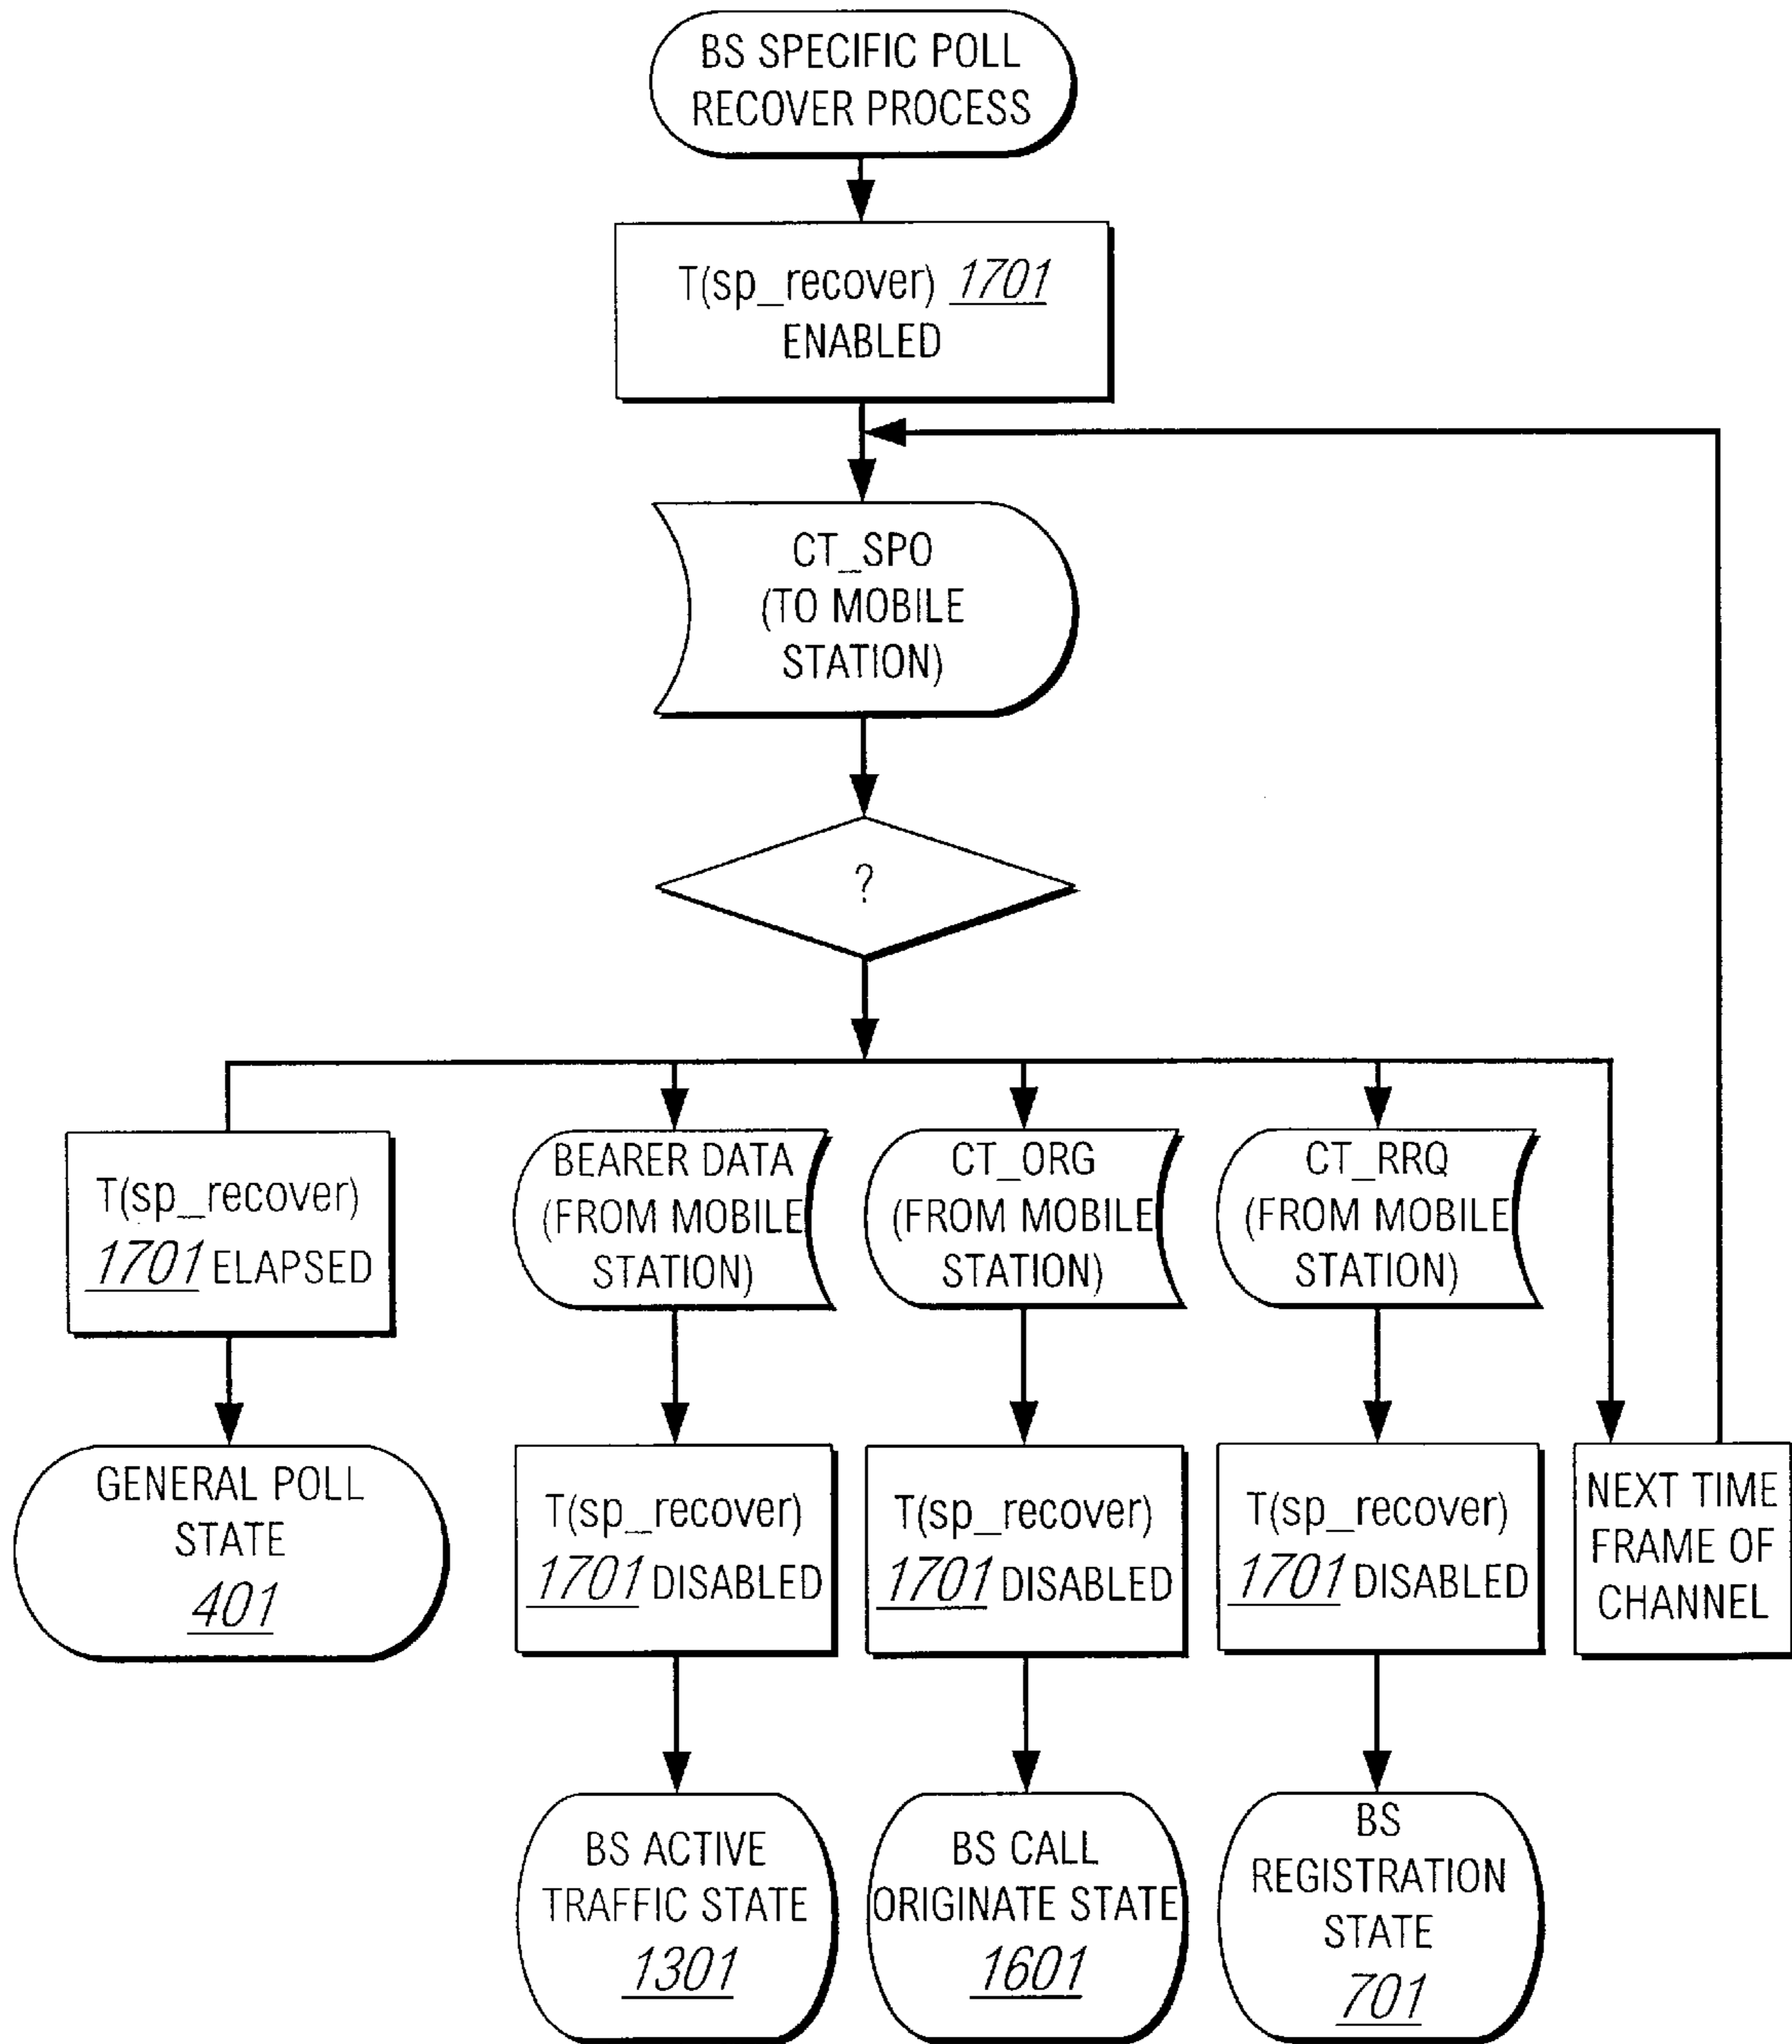 BS SPECIFIC POLL
RECOVER PROCESS
T(sp_recover) 1701
ENABLED
CT_SPO
(TO MOBILE
STATION)
?
T(sp_recover)
1701 ELAPSED
BEARER DATA
(FROM MOBILE
STATION)
CT_ORG
(FROM MOBILE
STATION)
CT_RRQ
(FROM MOBILE
STATION)
GENERAL POLL
STATE
401
T(sp_recover)
1701 DISABLED
T(sp_recover)
1701 DISABLED
T(sp_recover)
1701 DISABLED
NEXT TIME
FRAME OF
CHANNEL
BS ACTIVE
TRAFFIC STATE
1301
BS CALL
ORIGINATE STATE
1601
BS
REGISTRATION
STATE
701